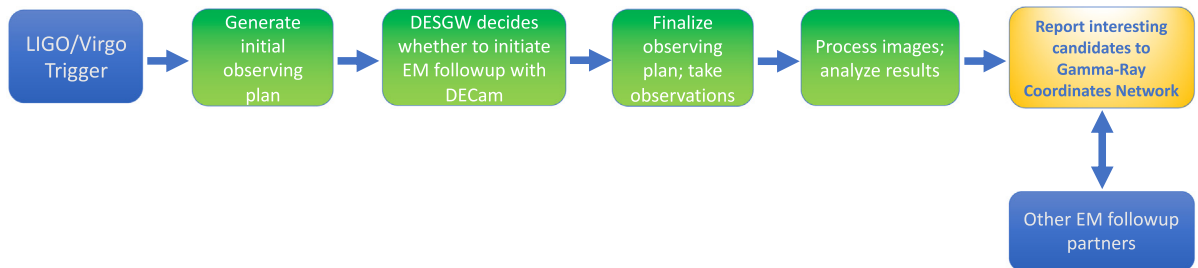 LIGO/Virgo
Trigger
Generate
initial
observing
plan
DESGW decides
whether to initiate
EM followup with
DECam
Finalize
observing
plan; take
observations
Process images;
analyze results
Report interesting
candidates to
Gamma-Ray
Coordinates Network
Other EM followup
partners